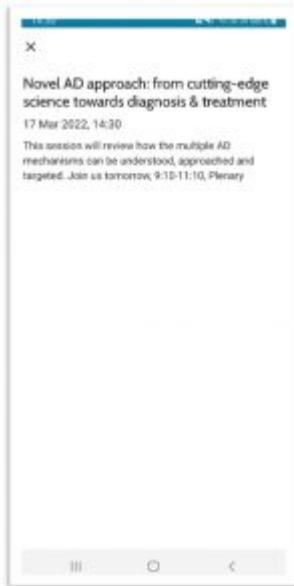 Novel AD approach: from cutting-edge
science towards diagnosis & treatment
17 Mar 2022, 14:30
This session will review how the multiple AD
mechanisms can be understood, approached and
targeted. Join us tomorrow, 9:10-11:10, Plenary